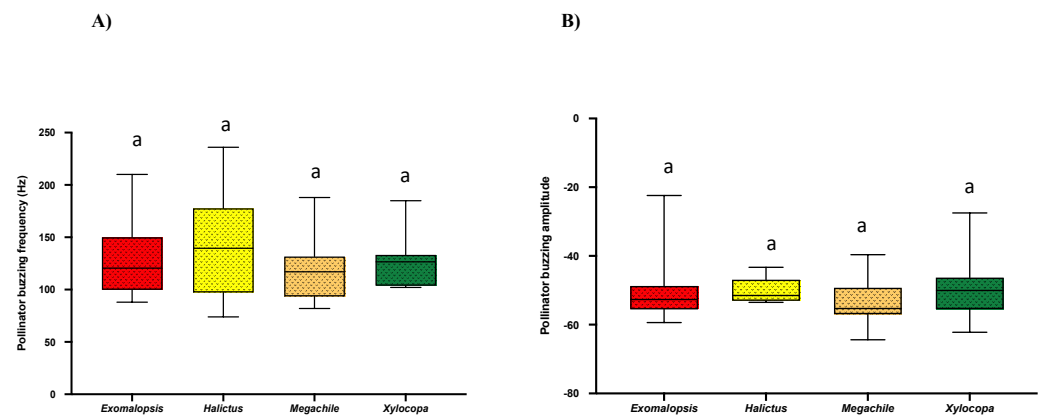 A)
B)
Pollinator buzzing frequency (Hz)
250
200
150
100
50
0
a
a
a
a
Exomalopsis
Halictus
Megachile
Xylocopa
Pollinator buzzing amplitude
0
-20
-40
-60
-80
a
a
a
a
Exomalopsis
Halictus
Megachile
Xylocopa